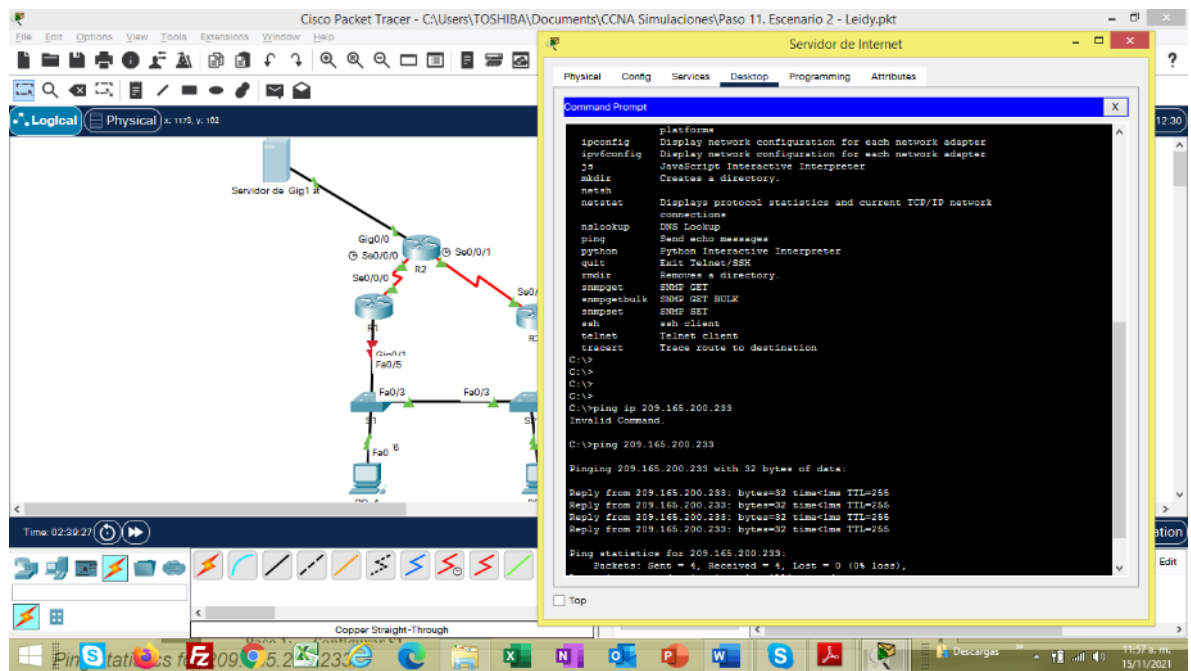 Cisco Packet Tracer - C:\Users\TOSHIBA\Documents\CCNA Simulaciones\Paso 11. Escenario 2 - Leidy.pkt
File Edit Options View Tools Extensions Window Help
Logical
Physical
x: 1173, y: 192
12:30
Servidor de Gig1
Gig0/0
Se0/0/0
Se0/0/1
R2
Se0/0/0
R1
Gig0/1
Fa0/5
Fa0/3
Fa0/3
S1
Fa0
Time: 02:39:27
Copper Straight-Through
Servidor de Internet
Physical Config Services Desktop Programming Attributes
Command Prompt
X
platforms
ipconfig Display network configuration for each network adapter
ipv6config Display network configuration for each network adapter
js JavaScript Interactive Interpreter
mkdir Creates a directory.
netsh
netstat Displays protocol statistics and current TCP/IP network
connections
nslookup DNS Lookup
ping Send echo messages
python Python Interactive Interpreter
quit Exit Telnet/SSH
rmdir Removes a directory.
snmpget SNMP GET
snmpgetbulk SNMP GET BULK
snmpset SNMP SET
ssh ssh client
telnet Telnet client
tracert Trace route to destination
C:\>
C:\>
C:\>
C:\>
C:\>ping ip 209.165.200.233
Invalid Command.
C:\>ping 209.165.200.233
Pinging 209.165.200.233 with 32 bytes of data:
Reply from 209.165.200.233: bytes=32 time<1ms TTL=255
Reply from 209.165.200.233: bytes=32 time<1ms TTL=255
Reply from 209.165.200.233: bytes=32 time<1ms TTL=255
Reply from 209.165.200.233: bytes=32 time<1ms TTL=255
Ping statistics for 209.165.200.233:
Packets: Sent = 4, Received = 4, Lost = 0 (0% loss),
Top
Edit
Descargas
11:57 a. m.
15/11/2021